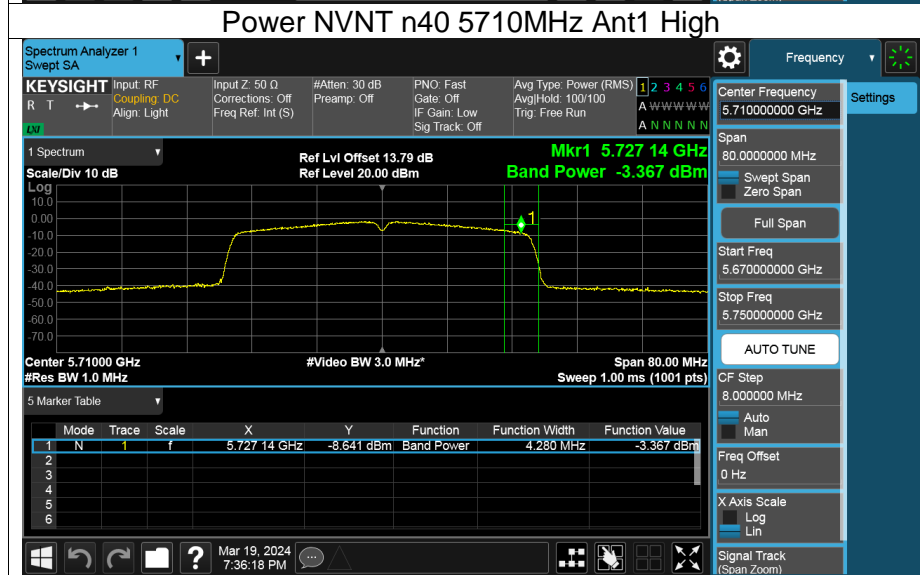 Power NVNT n40 5710MHz Ant1 High
Spectrum Analyzer 1
Swept SA
Frequency
KEYSIGHT
R T
LXI
Input: RF
Coupling: DC
Align: Light
Input Z: 50 Ω
Corrections: Off
Freq Ref: Int (S)
#Atten: 30 dB
Preamp: Off
PNO: Fast
Gate: Off
IF Gain: Low
Sig Track: Off
Avg Type: Power (RMS)
Avg|Hold: 100/100
Trig: Free Run
1 2 3 4 5 6
A W W W W W
A N N N N N
1 Spectrum
Scale/Div 10 dB
Ref Lvl Offset 13.79 dB
Ref Level 20.00 dBm
Mkr1 5.727 14 GHz
Band Power -3.367 dBm
Log
10.0
0.00
-10.0
-20.0
-30.0
-40.0
-50.0
-60.0
-70.0
1
Center 5.71000 GHz
#Res BW 1.0 MHz
#Video BW 3.0 MHz*
Span 80.00 MHz
Sweep 1.00 ms (1001 pts)
5 Marker Table
Mode Trace Scale X Y Function Function Width Function Value
1 N 1 f 5.727 14 GHz -8.641 dBm Band Power 4.280 MHz -3.367 dBm
2
3
4
5
6
Mar 19, 2024
7:36:18 PM
Center Frequency
5.710000000 GHz
Settings
Span
80.0000000 MHz
Swept Span
Zero Span
Full Span
Start Freq
5.670000000 GHz
Stop Freq
5.750000000 GHz
AUTO TUNE
CF Step
8.000000 MHz
Auto
Man
Freq Offset
0 Hz
X Axis Scale
Log
Lin
Signal Track
(Span Zoom)